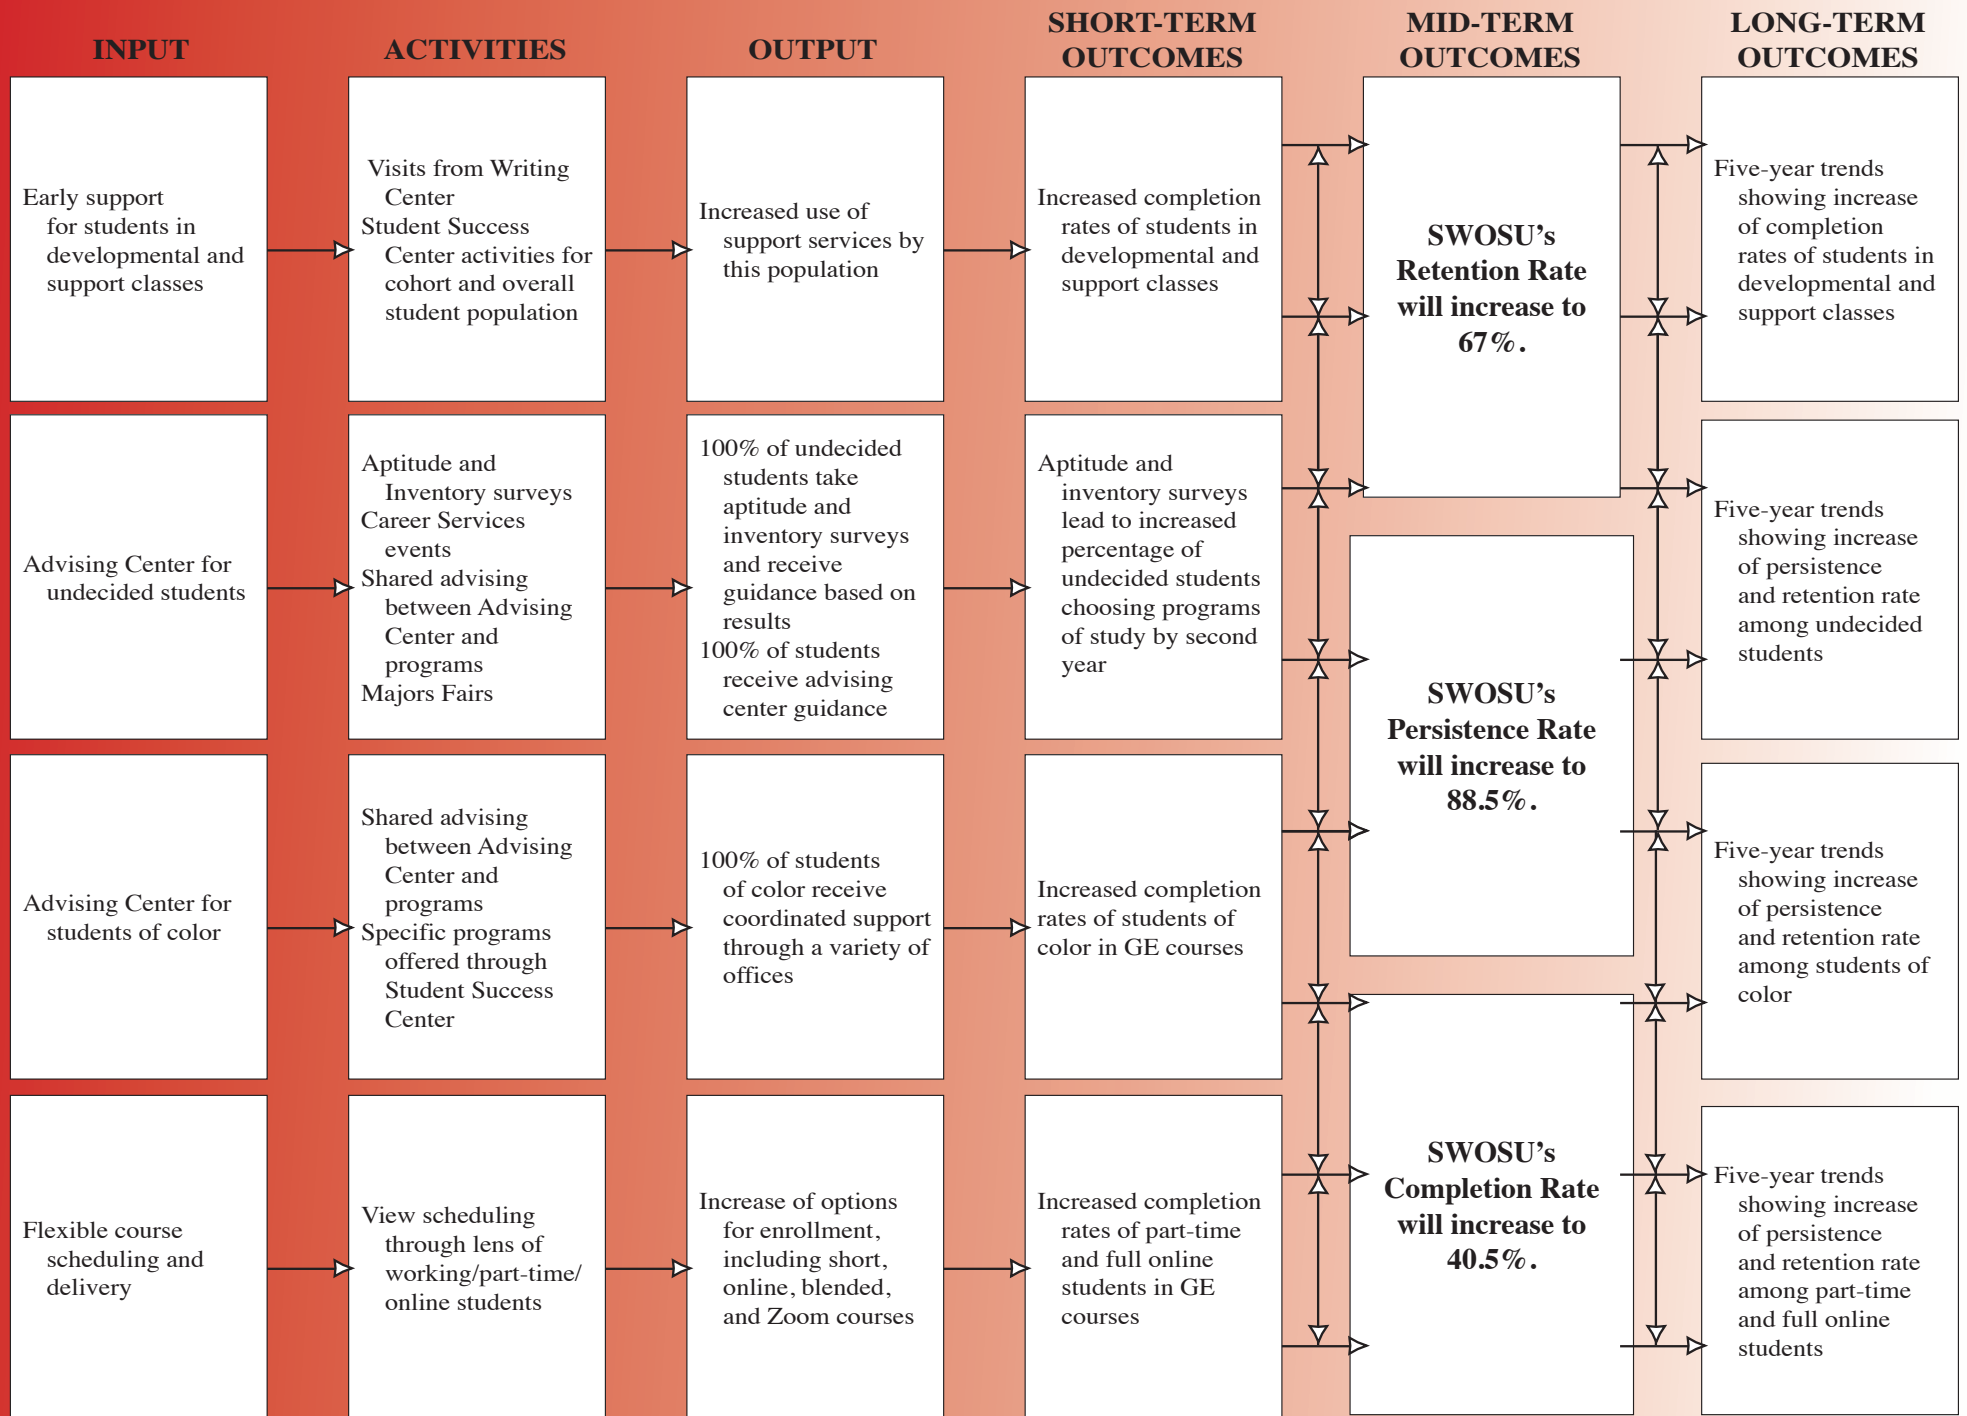 INPUT
ACTIVITIES
OUTPUT
SHORT-TERM
OUTCOMES
MID-TERM
OUTCOMES
LONG-TERM
OUTCOMES
Early support
for students in
developmental and
support classes
Visits from Writing
Center
Student Success
Center activities for
cohort and overall
student population
Increased use of
support services by
this population
Increased completion
rates of students in
developmental and
support classes
SWOSU’s
Retention Rate
will increase to
67%.
Five-year trends
showing increase
of completion
rates of students in
developmental and
support classes
Advising Center for
undecided students
Aptitude and
Inventory surveys
Career Services
events
Shared advising
between Advising
Center and
programs
Majors Fairs
100% of undecided
students take
aptitude and
inventory surveys
and receive
guidance based on
results
100% of students
receive advising
center guidance
Aptitude and
inventory surveys
lead to increased
percentage of
undecided students
choosing programs
of study by second
year
SWOSU’s
Persistence Rate
will increase to
88.5%.
Five-year trends
showing increase
of persistence
and retention rate
among undecided
students
Advising Center for
students of color
Shared advising
between Advising
Center and
programs
Specific programs
offered through
Student Success
Center
100% of students
of color receive
coordinated support
through a variety of
offices
Increased completion
rates of students of
color in GE courses
Five-year trends
showing increase
of persistence
and retention rate
among students of
color
Flexible course
scheduling and
delivery
View scheduling
through lens of
working/part-time/
online students
Increase of options
for enrollment,
including short,
online, blended,
and Zoom courses
Increased completion
rates of part-time
and full online
students in GE
courses
SWOSU’s
Completion Rate
will increase to
40.5%.
Five-year trends
showing increase
of persistence
and retention rate
among part-time
and full online
students